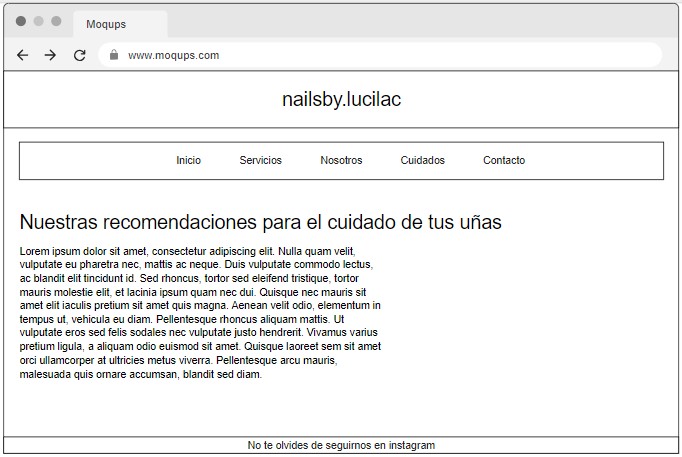 Moqups
www.moqups.com
nailsby.lucilac
Inicio Servicios Nosotros Cuidados Contacto
Nuestras recomendaciones para el cuidado de tus uñas
Lorem ipsum dolor sit amet, consectetur adipiscing elit. Nulla quam velit,
vulputate eu pharetra nec, mattis ac neque. Duis vulputate commodo lectus,
ac blandit elit tincidunt id. Sed rhoncus, tortor sed eleifend tristique, tortor
mauris molestie elit, et lacinia ipsum quam nec dui. Quisque nec mauris sit
amet elit iaculis pretium sit amet quis magna. Aenean velit odio, elementum in
tempus ut, vehicula eu diam. Pellentesque rhoncus aliquam mattis. Ut
vulputate eros sed felis sodales nec vulputate justo hendrerit. Vivamus varius
pretium ligula, a aliquam odio euismod sit amet. Quisque laoreet sem sit amet
orci ullamcorper at ultricies metus viverra. Pellentesque arcu mauris,
malesuada quis ornare accumsan, blandit sed diam.
No te olvides de seguirnos en instagram